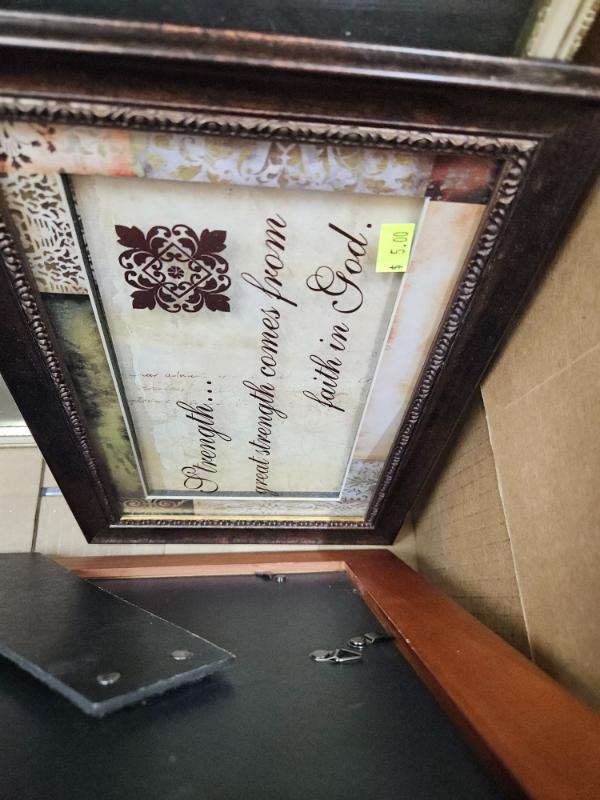 Strength...
great strength comes from
faith in God.
$ 5.00